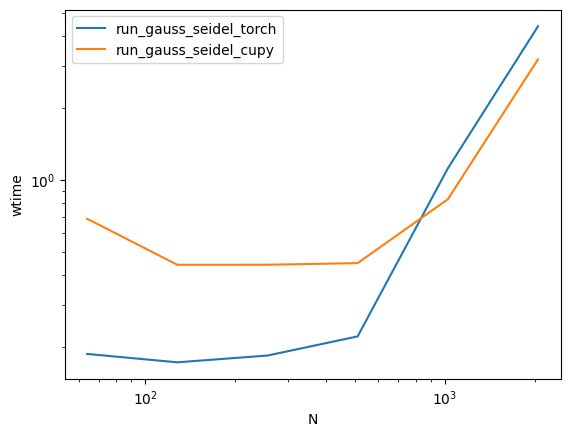 run_gauss_seidel_torch
run_gauss_seidel_cupy
wtime
10⁰
10² 10³
N